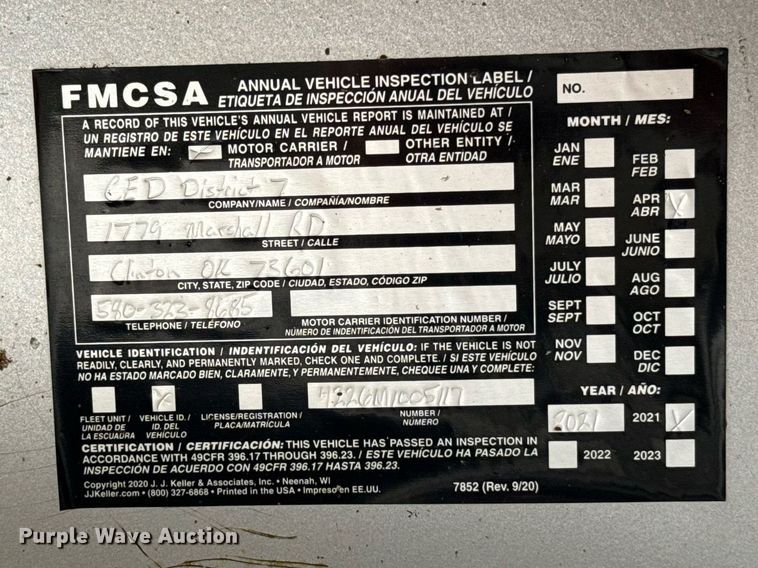 FMCSA
ANNUAL VEHICLE INSPECTION LABEL /
ETIQUETA DE INSPECCIÓN ANUAL DEL VEHÍCULO
NO.
A RECORD OF THIS VEHICLE'S ANNUAL VEHICLE REPORT IS MAINTAINED AT /
UN REGISTRO DE ESTE VEHÍCULO EN EL REPORTE ANUAL DEL VEHÍCULO SE
MANTIENE EN: X MOTOR CARRIER / OTHER ENTITY /
TRANSPORTADOR A MOTOR OTRA ENTIDAD
CED District 7
COMPANY/NAME / COMPAÑÍA/NOMBRE
1779 Marshall RD
STREET / CALLE
Clinton OK 73601
CITY, STATE, ZIP CODE / CIUDAD, ESTADO, CÓDIGO ZIP
580-323-9685
TELEPHONE / TELÉFONO
MOTOR CARRIER IDENTIFICATION NUMBER /
NÚMERO DE INDENTIFICACIÓN DEL TRANSPORTADOR A MOTOR
MONTH / MES:
JAN
ENE
FEB
FEB
MAR
MAR
APR
ABR X
MAY
MAYO
JUNE
JUNIO
JULY
JULIO
AUG
AGO
SEPT
SEPT
OCT
OCT
NOV
NOV
DEC
DIC
VEHICLE IDENTIFICATION / INDENTIFICACIÓN DEL VEHÍCULO: IF THE VEHICLE IS NOT
READILY, CLEARLY, AND PERMANENTLY MARKED, CHECK ONE AND COMPLETE. / SI ESTE VEHÍCULO
NO HA ESTADO MARCADO BIEN, CLARAMENTE, Y PERMANENTEMENTE, CHEQUEE UNA Y COMPLETE:
X
FLEET UNIT /
UNIDAD DE
LA ESCUADRA
VEHICLE ID. /
ID. DEL
VEHÍCULO
LICENSE/REGISTRATION /
PLACA/MATRÍCULA
NUMBER /
NÚMERO
YEAR / AÑO:
2021 2021 X
2022 2023
CERTIFICATION / CERTIFICACIÓN: THIS VEHICLE HAS PASSED AN INSPECTION
IN ACCORDANCE WITH 49CFR 396.17 THROUGH 396.23. / ESTE VEHÍCULO HA PASADO LA
INSPECCIÓN DE ACUERDO CON 49CFR 396.17 HASTA 396.23.
Copyright 2020 J. J. Keller & Associates, Inc. • Neenah, WI
JJKeller.com • (800) 327-6868 • Printed in the USA • Impreso en EE.UU.
7852 (Rev. 9/20)
Purple Wave Auction